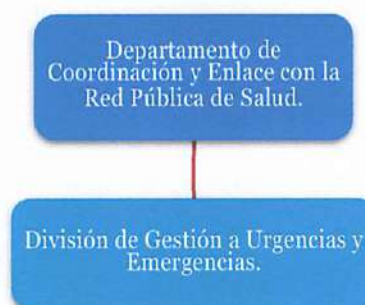 Departamento de
Coordinación y Enlace con la
Red Pública de Salud.
División de Gestión a Urgencias y
Emergencias.